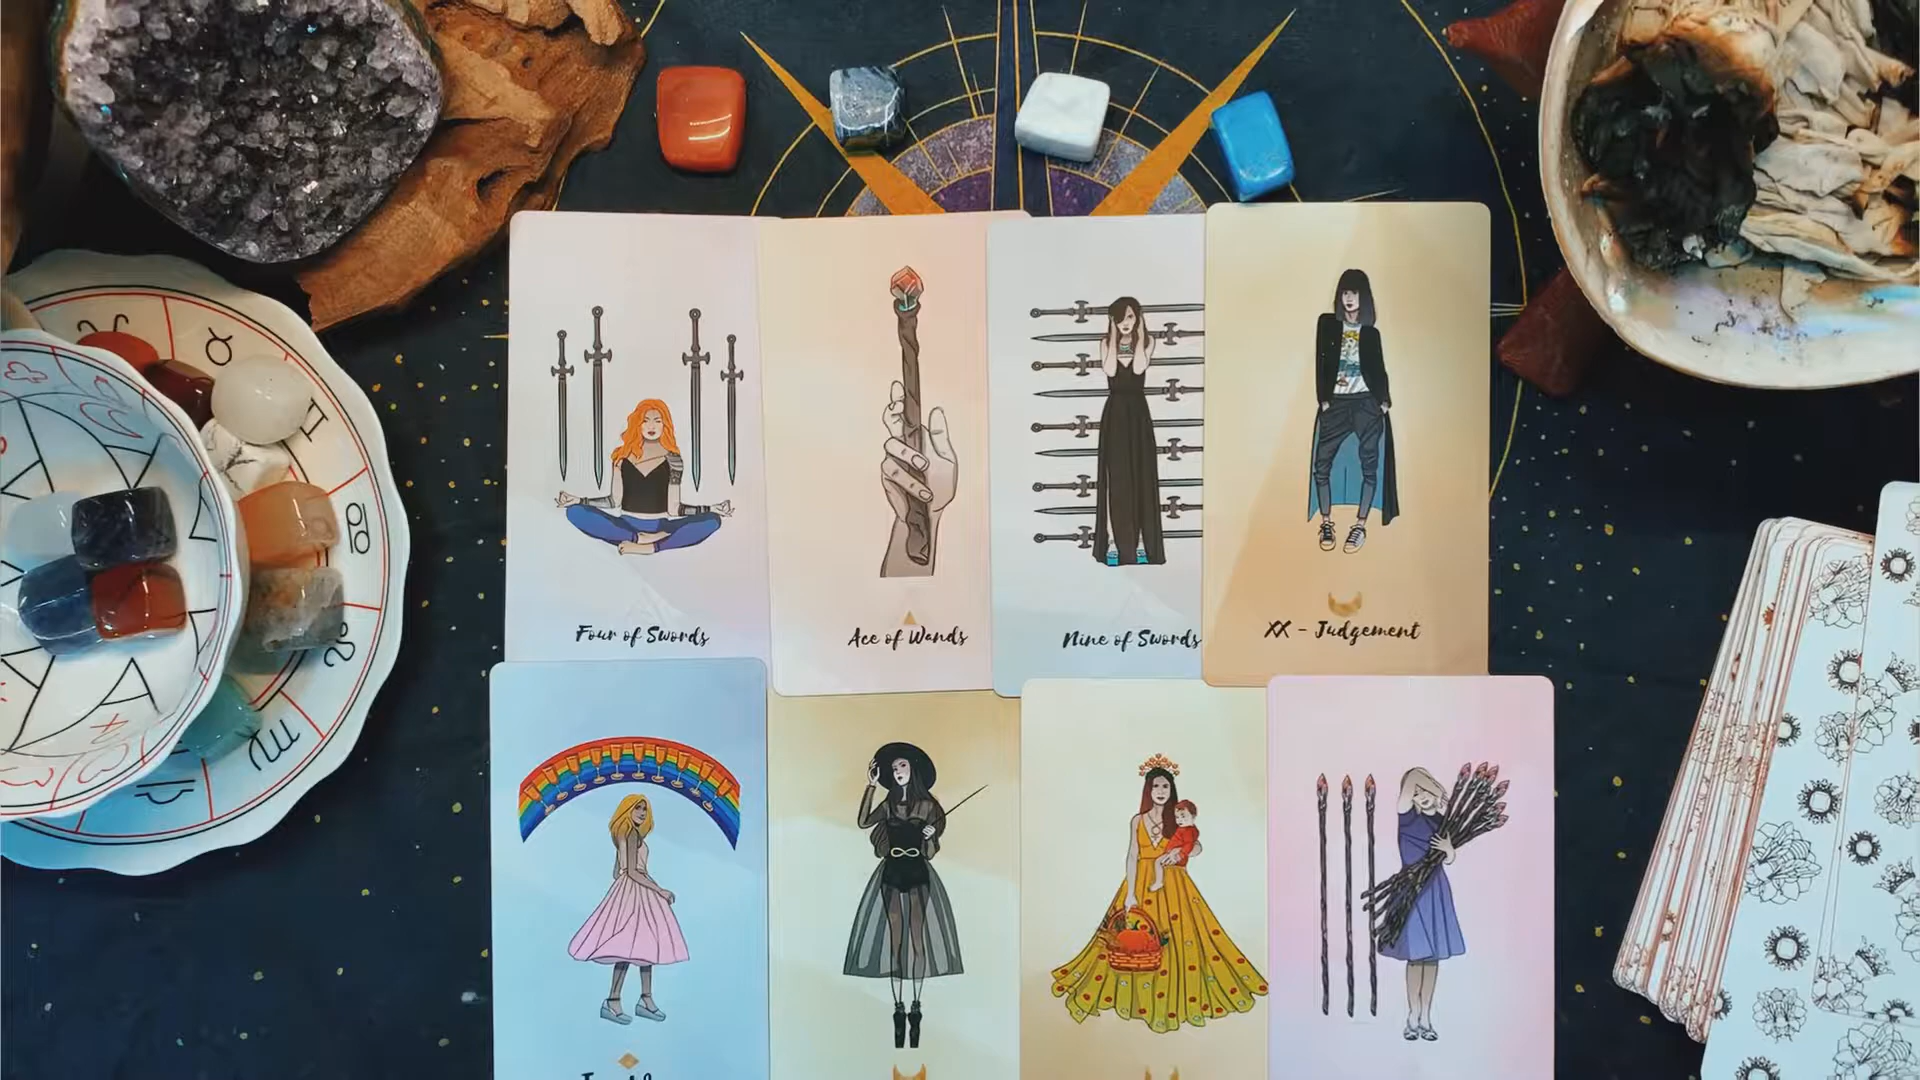 Four of Swords
Ace of Wands
Nine of Swords
XX - Judgement